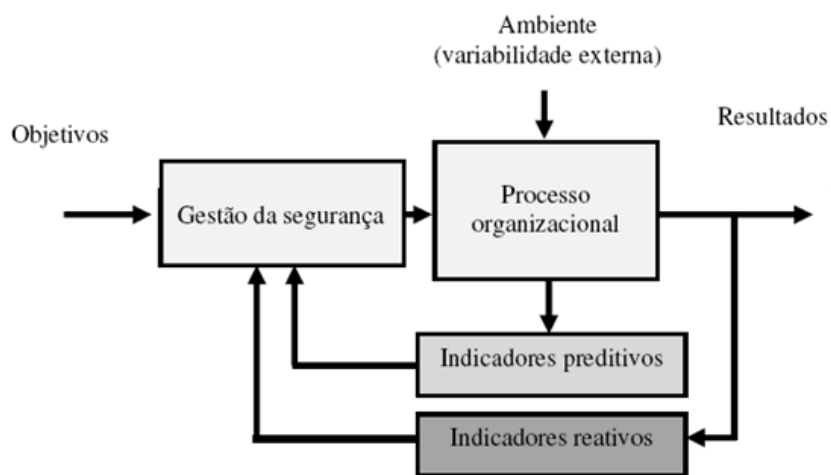 Ambiente
(variabilidade externa)
Objetivos
Resultados
Gestão da segurança
Processo
organizacional
Indicadores preditivos
Indicadores reativos